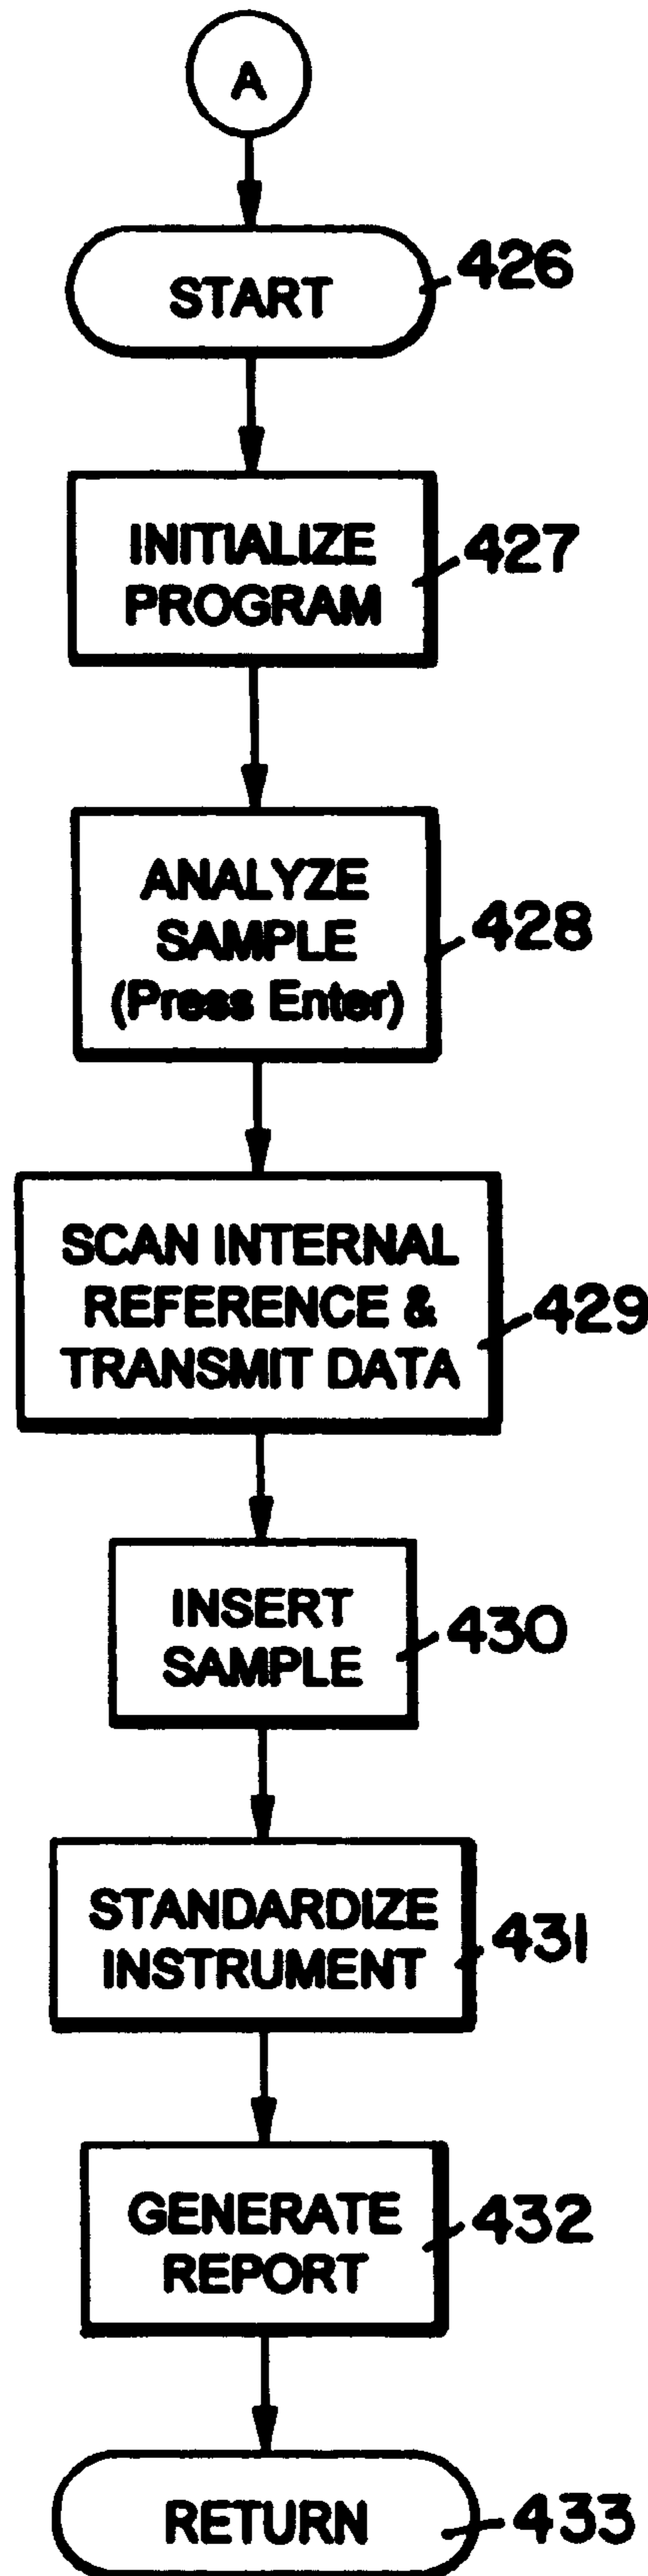 A
START
426
INITIALIZE
PROGRAM
427
ANALYZE
SAMPLE
(Press Enter)
428
SCAN INTERNAL
REFERENCE &
TRANSMIT DATA
429
INSERT
SAMPLE
430
STANDARDIZE
INSTRUMENT
431
GENERATE
REPORT
432
RETURN
433